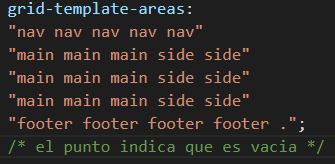 grid-template-areas:
"nav nav nav nav nav"
"main main main side side"
"main main main side side"
"main main main side side"
"footer footer footer footer .";
/* el punto indica que es vacia */